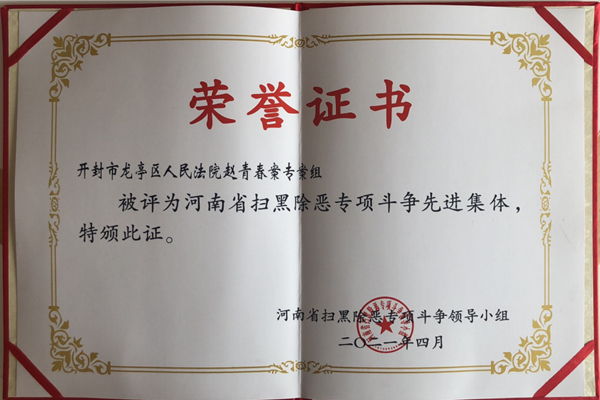 荣誉证书
开封市龙亭区人民法院赵青春案专案组
被评为河南省扫黑除恶专项斗争先进集体，
特颁此证。
河南省扫黑除恶专项斗争领导小组
二〇二一年四月